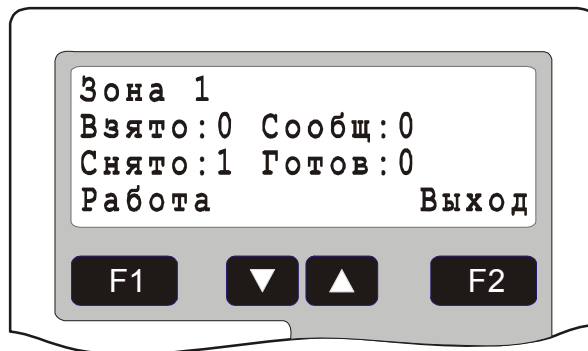 Зона 1
Взято:0 Сообщ:0
Снято:1 Готов:0
Работа Выход
F1 ▼ ▲ F2